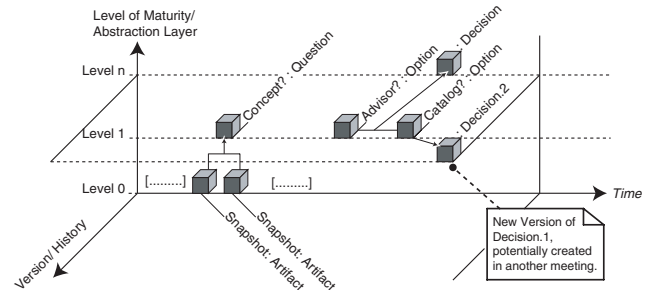 Level of Maturity/
Abstraction Layer
Level n
Level 1
Level 0
Concept? : Question
Advisor? : Option
: Decision
Catalog? : Option
: Decision.2
[.........]
[.........]
Time
Snapshot: Artifact
Snapshot: Artifact
Version/ History
New Version of
Decision.1,
potentially created
in another meeting.